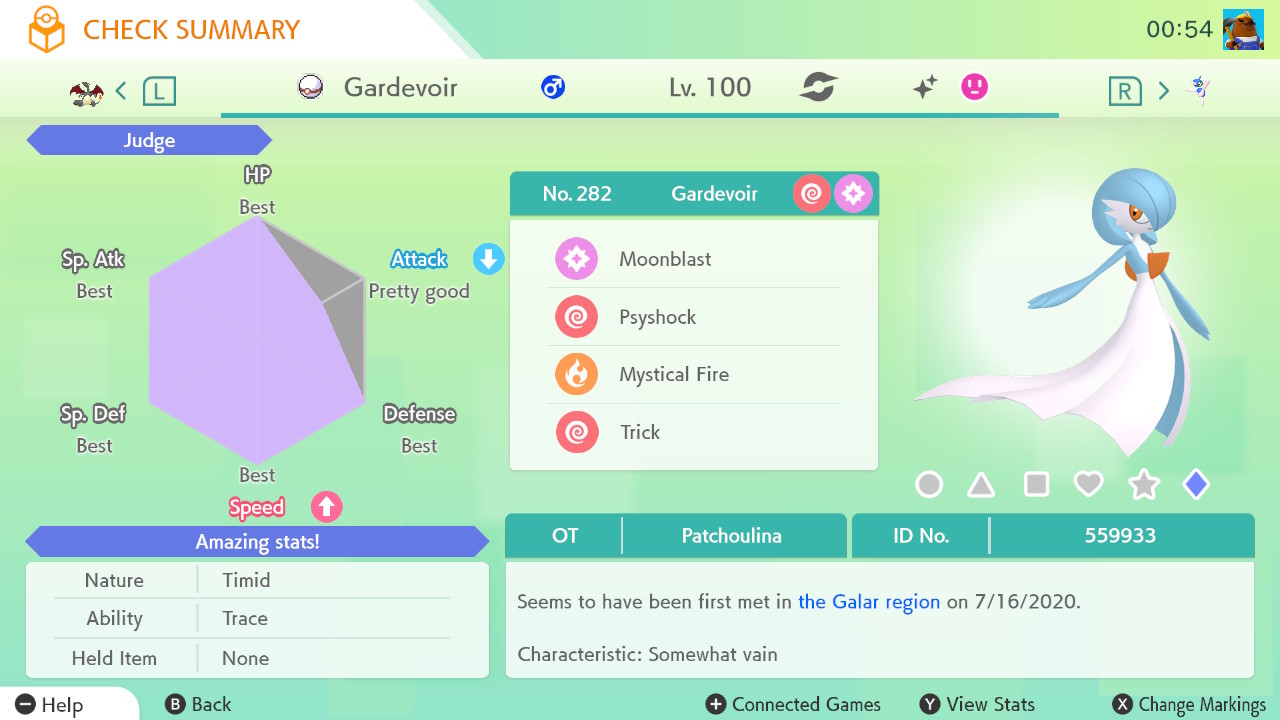 CHECK SUMMARY
00:54
L
Gardevoir
Lv. 100
R
Judge
HP
Best
Sp. Atk
Best
Attack
Pretty good
Sp. Def
Best
Defense
Best
Best
Speed
Amazing stats!
Nature Timid
Ability Trace
Held Item None
No. 282 Gardevoir
Moonblast
Psyshock
Mystical Fire
Trick
OT Patchoulina
ID No. 559933
Seems to have been first met in the Galar region on 7/16/2020.
Characteristic: Somewhat vain
Help
B Back
Connected Games
Y View Stats
X Change Markings